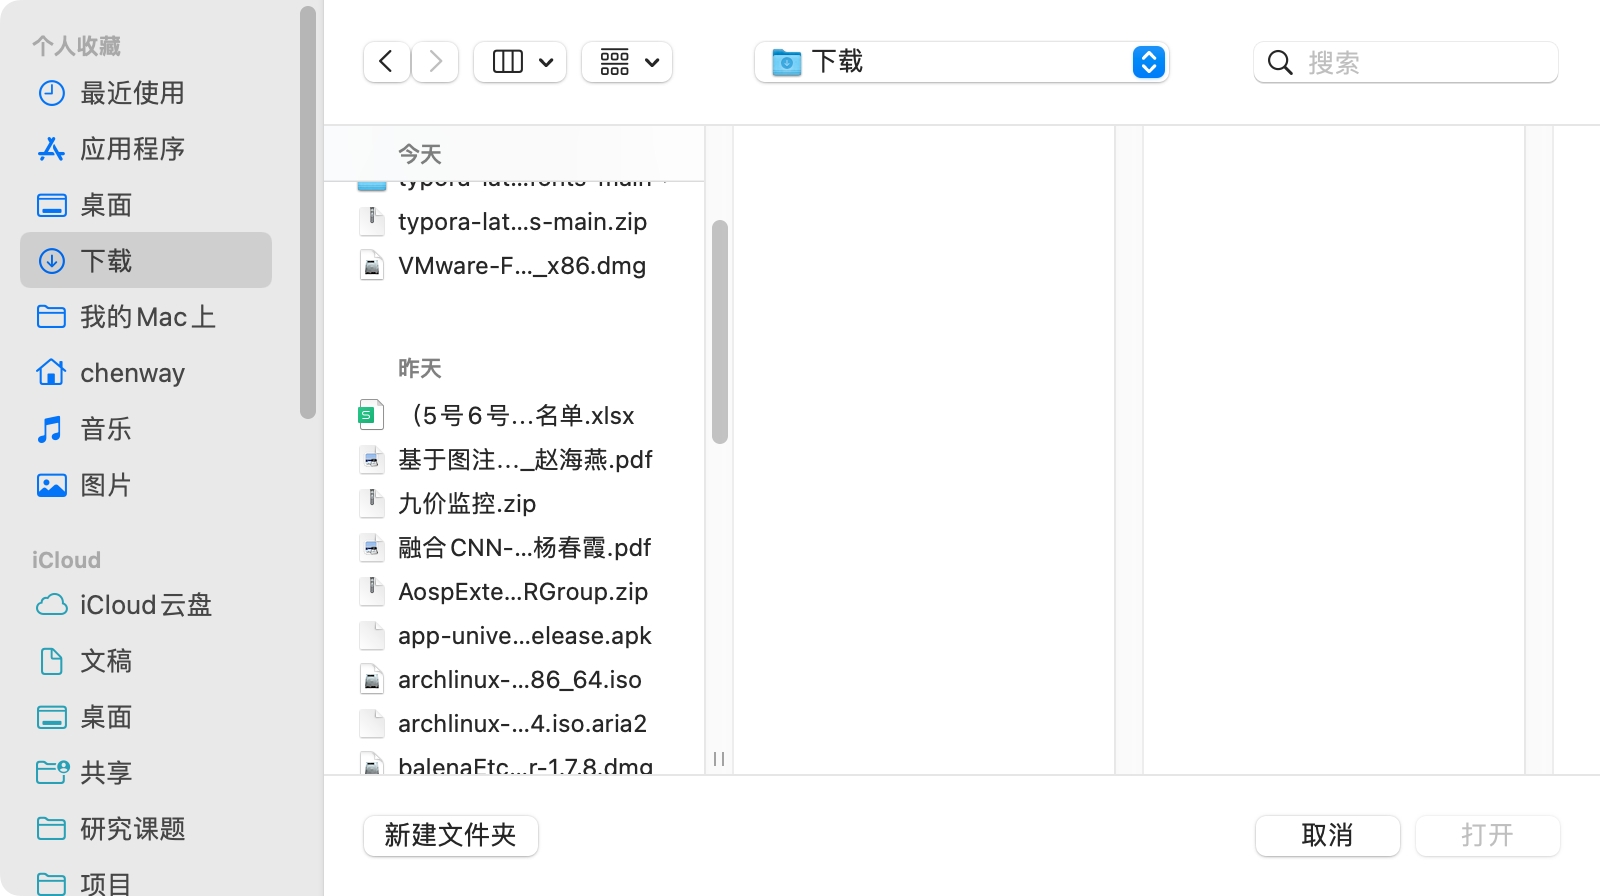 个人收藏
最近使用
应用程序
桌面
下载
我的Mac上
chenway
音乐
图片
iCloud
iCloud云盘
文稿
桌面
共享
研究课题
项目
下载
搜索
今天
typora-lat...fonts-main
typora-lat...s-main.zip
VMware-F..._x86.dmg
昨天
（5号6号...名单.xlsx
基于图注..._赵海燕.pdf
九价监控.zip
融合CNN-...杨春霞.pdf
AospExte...RGroup.zip
app-unive...elease.apk
archlinux-...86_64.iso
archlinux-...4.iso.aria2
balenaEtc...r-1.7.8.dmg
新建文件夹
取消
打开